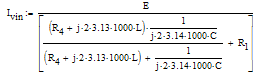 I_vin := E / [ [ (R_4 + j·2·3.13·1000·L)· 1/(j·2·3.14·1000·C) ] / [ (R_4 + j·2·3.13·1000·L) + 1/(j·2·3.14·1000·C) ] + R_1 ]